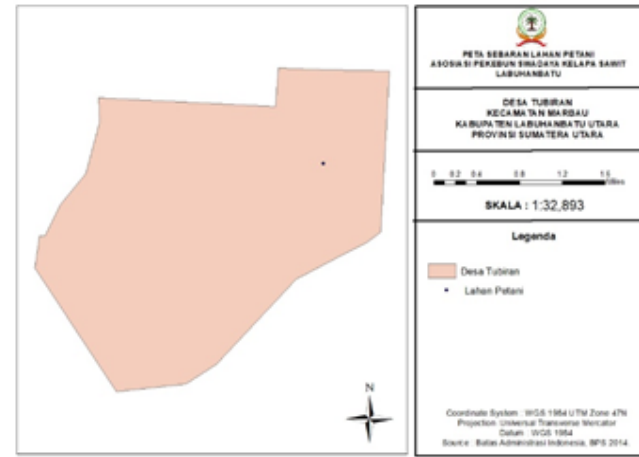 PETA SEBARAN LAHAN PETANI
ASOSIASI PEKEBUN SWADAYA KELAPA SAWIT
LABUHANBATU
DESA TUBIRAN
KECAMATAN MARBAU
KABUPATEN LABUHANBATU UTARA
PROVINSI SUMATERA UTARA
0 0.2 0.4 0.8 1.2 1.6
Miles
SKALA : 1:32,893
Legenda
Desa Tubiran
Lahan Petani
N
Coordinate System : WGS 1984 UTM Zone 47N
Projection: Universal Transverse Mercator
Datum : WGS 1984
Source : Batas Administrasi Indonesia, BPS 2014.